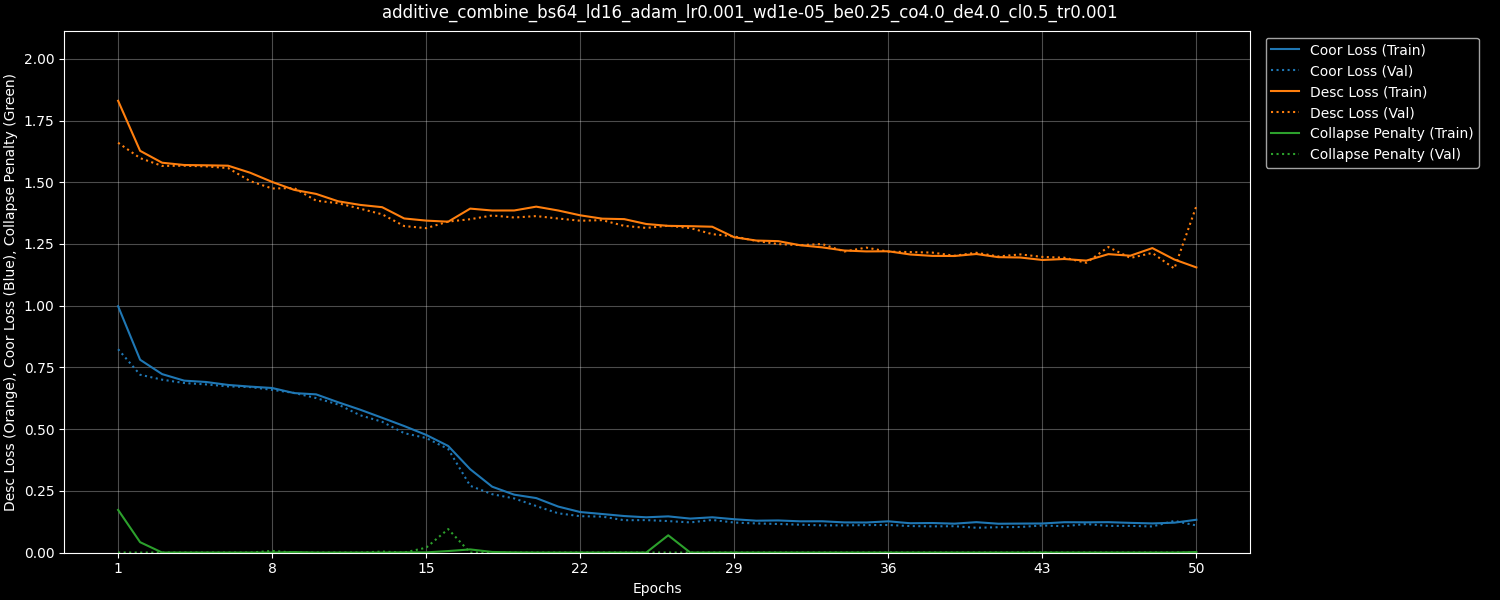 additive_combine_bs64_ld16_adam_lr0.001_wd1e-05_be0.25_co4.0_de4.0_cl0.5_tr0.001
Desc Loss (Orange), Coor Loss (Blue), Collapse Penalty (Green)
2.00
1.75
1.50
1.25
1.00
0.75
0.50
0.25
0.00
1 8 15 22 29 36 43 50
Epochs
Coor Loss (Train)
Coor Loss (Val)
Desc Loss (Train)
Desc Loss (Val)
Collapse Penalty (Train)
Collapse Penalty (Val)